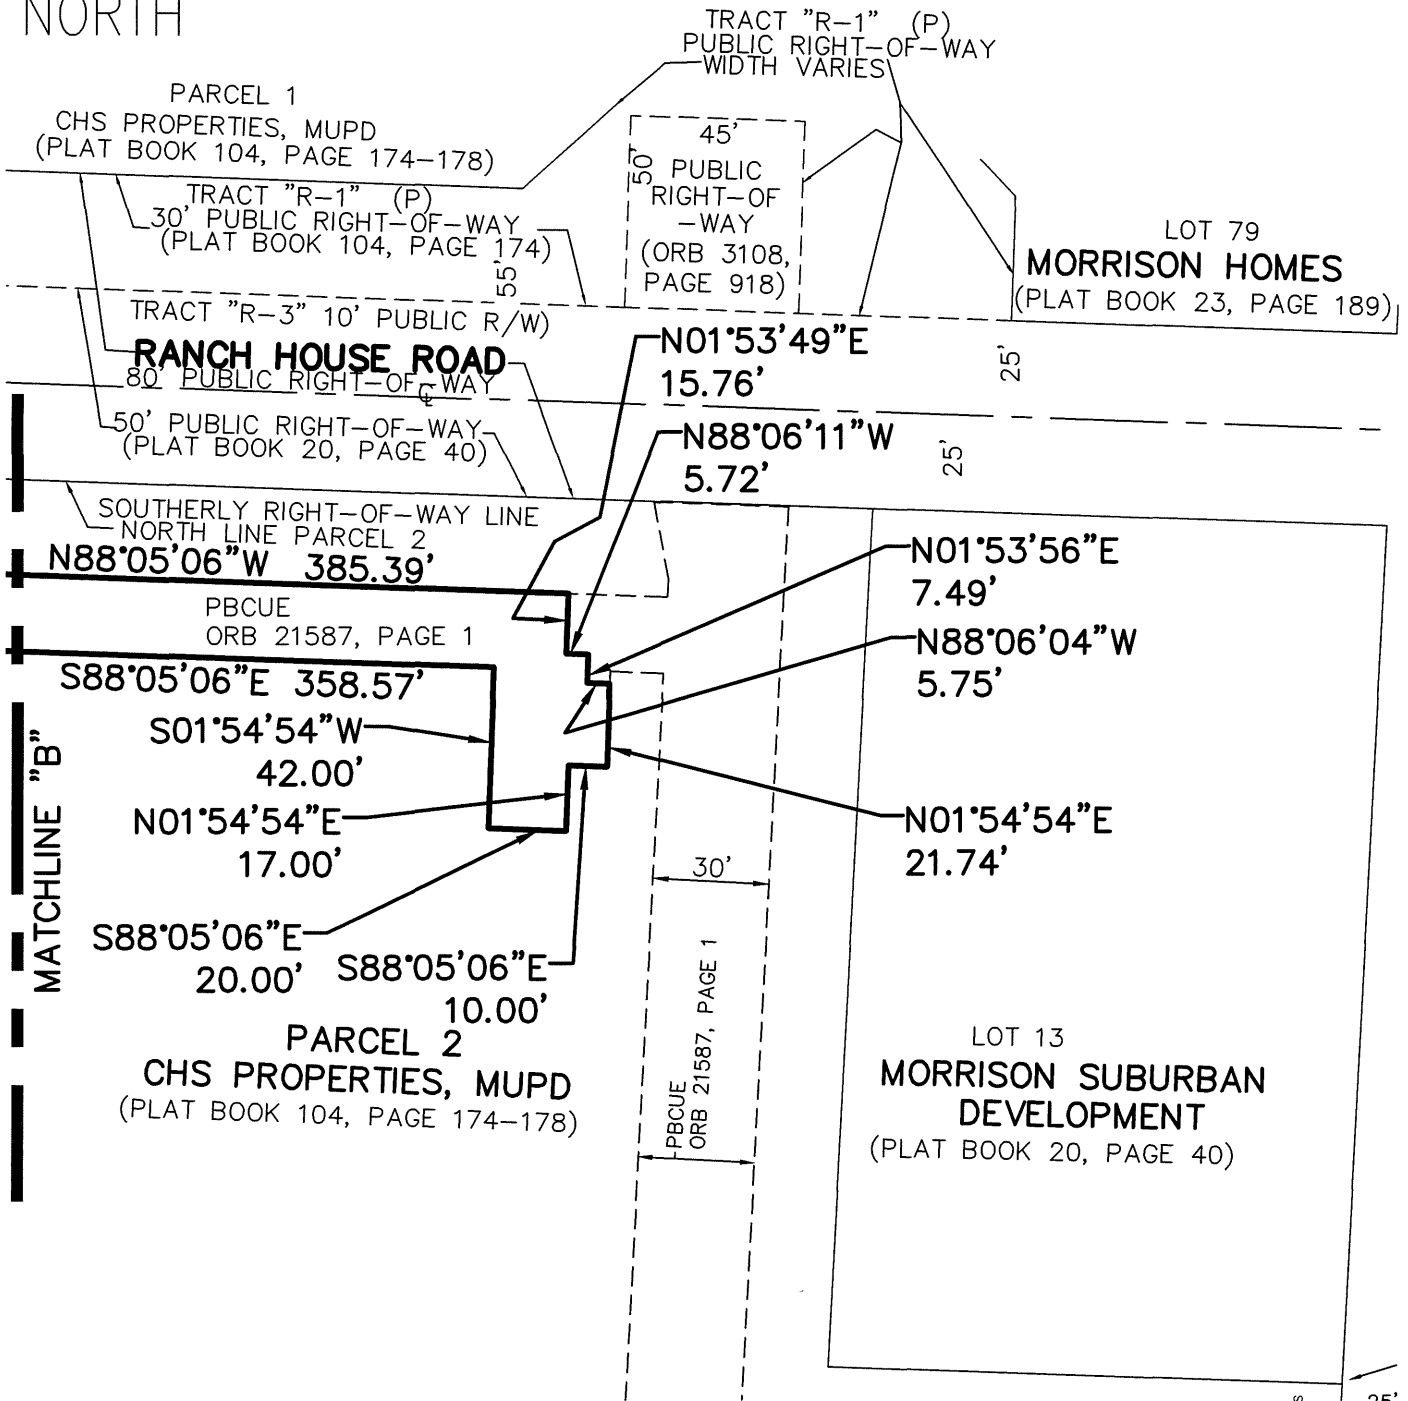 NORTH
TRACT "R-1" (P)
PUBLIC RIGHT-OF-WAY
WIDTH VARIES
PARCEL 1
CHS PROPERTIES, MUPD
(PLAT BOOK 104, PAGE 174-178)
TRACT "R-1" (P)
30' PUBLIC RIGHT-OF-WAY
(PLAT BOOK 104, PAGE 174)
55'
45'
50'
PUBLIC
RIGHT-OF
-WAY
(ORB 3108,
PAGE 918)
LOT 79
MORRISON HOMES
(PLAT BOOK 23, PAGE 189)
TRACT "R-3" 10' PUBLIC R/W)
RANCH HOUSE ROAD
80' PUBLIC RIGHT-OF-WAY
℄
50' PUBLIC RIGHT-OF-WAY
(PLAT BOOK 20, PAGE 40)
N01°53'49"E
15.76'
25'
N88°06'11"W
5.72'
25'
SOUTHERLY RIGHT-OF-WAY LINE
NORTH LINE PARCEL 2
N88°05'06"W 385.39'
PBCUE
ORB 21587, PAGE 1
S88°05'06"E 358.57'
N01°53'56"E
7.49'
N88°06'04"W
5.75'
S01°54'54"W
42.00'
N01°54'54"E
17.00'
N01°54'54"E
21.74'
MATCHLINE "B"
S88°05'06"E
20.00'
S88°05'06"E
10.00'
30'
PBCUE
ORB 21587, PAGE 1
PARCEL 2
CHS PROPERTIES, MUPD
(PLAT BOOK 104, PAGE 174-178)
LOT 13
MORRISON SUBURBAN
DEVELOPMENT
(PLAT BOOK 20, PAGE 40)
25'